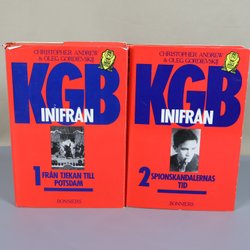 CHRISTOPHER ANDREW
& OLEG GORDIEVSKIJ
KGB
INIFRÅN
1 FRÅN TJEKAN TILL
POTSDAM
BONNIERS
CHRISTOPHER ANDREW
& OLEG GORDIEVSKIJ
KGB
INIFRÅN
2 SPIONSKANDALERNAS
TID
BONNIERS